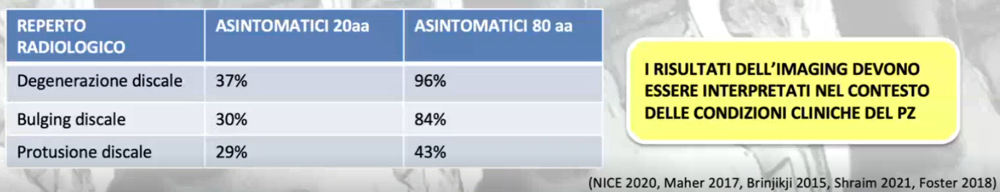 REPERTO RADIOLOGICO ASINTOMATICI 20aa ASINTOMATICI 80 aa
Degenerazione discale 37% 96%
Bulging discale 30% 84%
Protusione discale 29% 43%
I RISULTATI DELL'IMAGING DEVONO
ESSERE INTERPRETATI NEL CONTESTO
DELLE CONDIZIONI CLINICHE DEL PZ
(NICE 2020, Maher 2017, Brinjikji 2015, Shraim 2021, Foster 2018)